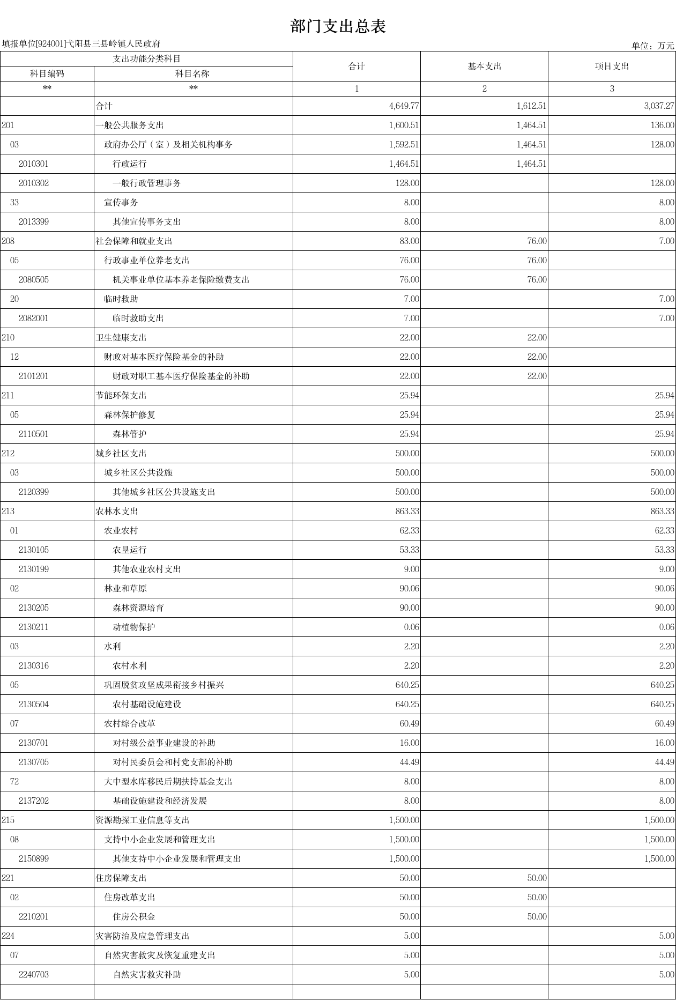 部门支出总表
填报单位[924001]弋阳县三县岭镇人民政府
单位：万元
支出功能分类科目 合计 基本支出 项目支出
科目编码 科目名称
** ** 1 2 3
合计 4,649.77 1,612.51 3,037.27
201 一般公共服务支出 1,600.51 1,464.51 136.00
03 政府办公厅（室）及相关机构事务 1,592.51 1,464.51 128.00
2010301 行政运行 1,464.51 1,464.51
2010302 一般行政管理事务 128.00 128.00
33 宣传事务 8.00 8.00
2013399 其他宣传事务支出 8.00 8.00
208 社会保障和就业支出 83.00 76.00 7.00
05 行政事业单位养老支出 76.00 76.00
2080505 机关事业单位基本养老保险缴费支出 76.00 76.00
20 临时救助 7.00 7.00
2082001 临时救助支出 7.00 7.00
210 卫生健康支出 22.00 22.00
12 财政对基本医疗保险基金的补助 22.00 22.00
2101201 财政对职工基本医疗保险基金的补助 22.00 22.00
211 节能环保支出 25.94 25.94
05 森林保护修复 25.94 25.94
2110501 森林管护 25.94 25.94
212 城乡社区支出 500.00 500.00
03 城乡社区公共设施 500.00 500.00
2120399 其他城乡社区公共设施支出 500.00 500.00
213 农林水支出 863.33 863.33
01 农业农村 62.33 62.33
2130105 农垦运行 53.33 53.33
2130199 其他农业农村支出 9.00 9.00
02 林业和草原 90.06 90.06
2130205 森林资源培育 90.00 90.00
2130211 动植物保护 0.06 0.06
03 水利 2.20 2.20
2130316 农村水利 2.20 2.20
05 巩固脱贫攻坚成果衔接乡村振兴 640.25 640.25
2130504 农村基础设施建设 640.25 640.25
07 农村综合改革 60.49 60.49
2130701 对村级公益事业建设的补助 16.00 16.00
2130705 对村民委员会和村党支部的补助 44.49 44.49
72 大中型水库移民后期扶持基金支出 8.00 8.00
2137202 基础设施建设和经济发展 8.00 8.00
215 资源勘探工业信息等支出 1,500.00 1,500.00
08 支持中小企业发展和管理支出 1,500.00 1,500.00
2150899 其他支持中小企业发展和管理支出 1,500.00 1,500.00
221 住房保障支出 50.00 50.00
02 住房改革支出 50.00 50.00
2210201 住房公积金 50.00 50.00
224 灾害防治及应急管理支出 5.00 5.00
07 自然灾害救灾及恢复重建支出 5.00 5.00
2240703 自然灾害救灾补助 5.00 5.00